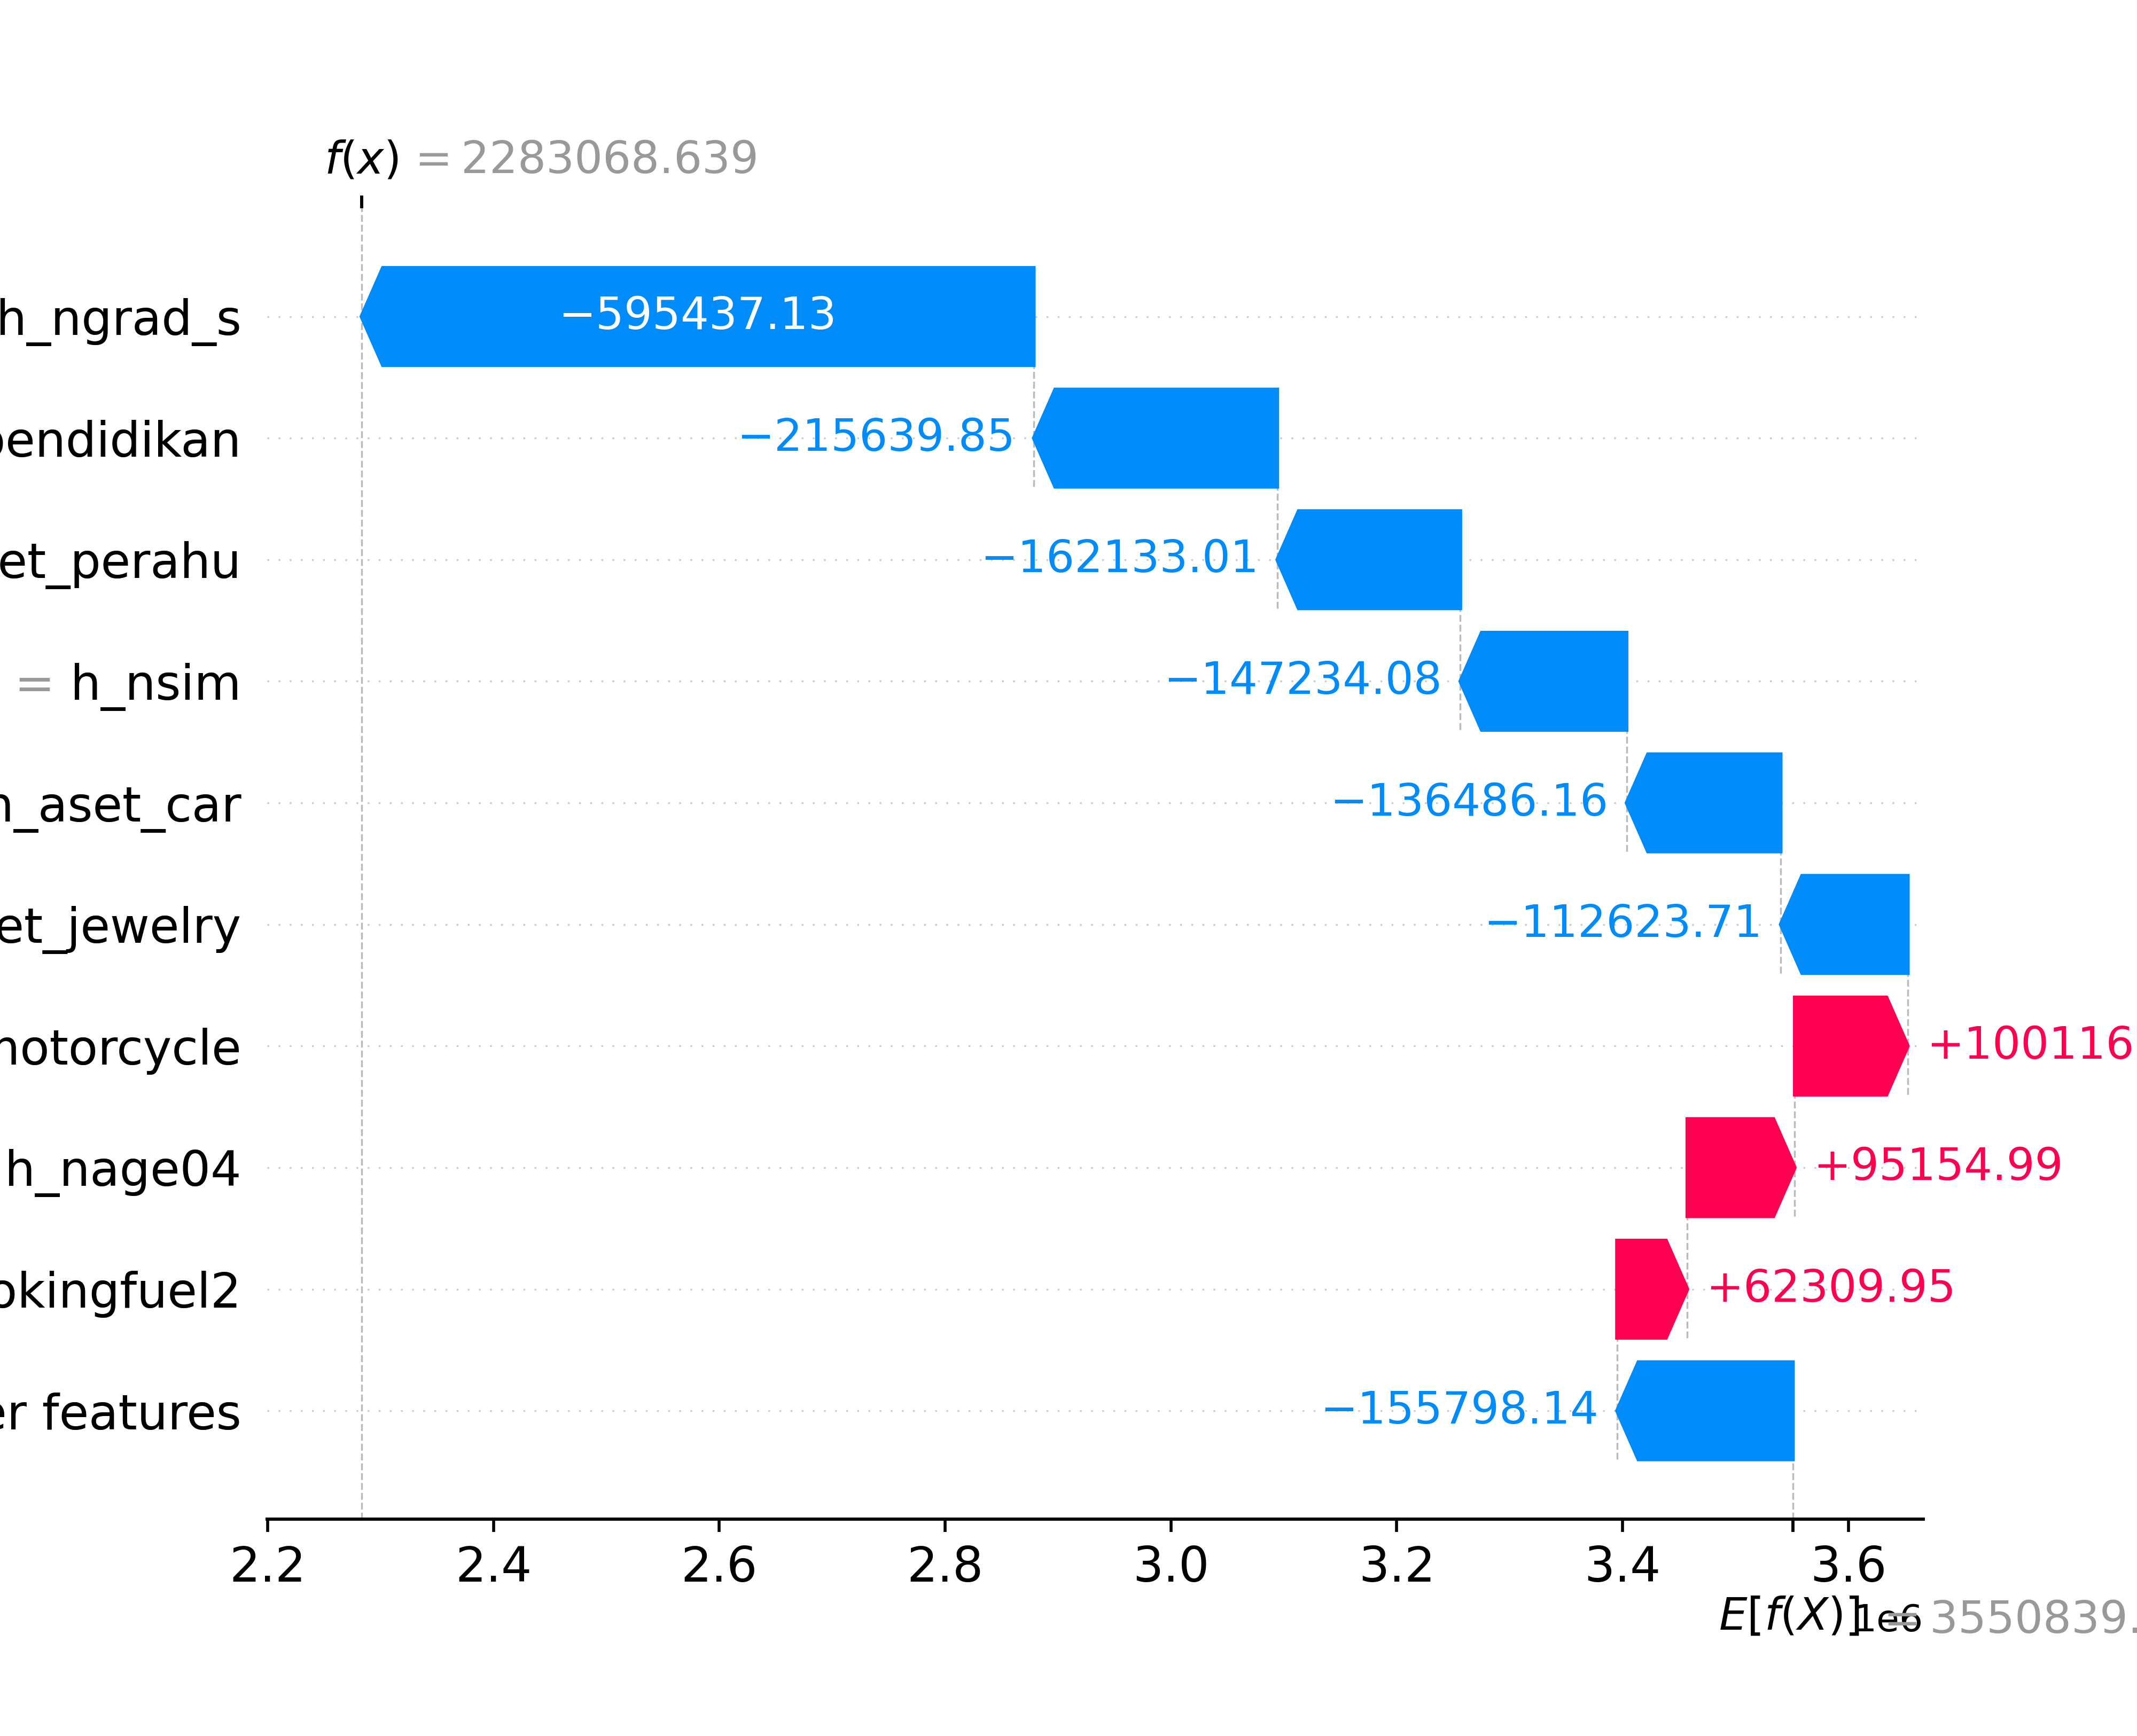 f(x) = 2283068.639
h_ngrad_s −595437.13
endidikan −215639.85
et_perahu −162133.01
= h_nsim −147234.08
_aset_car −136486.16
et_jewelry −112623.71
otorcycle +100116
h_nage04 +95154.99
okingfuel2 +62309.95
er features −155798.14
2.2 2.4 2.6 2.8 3.0 3.2 3.4 3.6
E[f(X)] = 3550839.
1e6